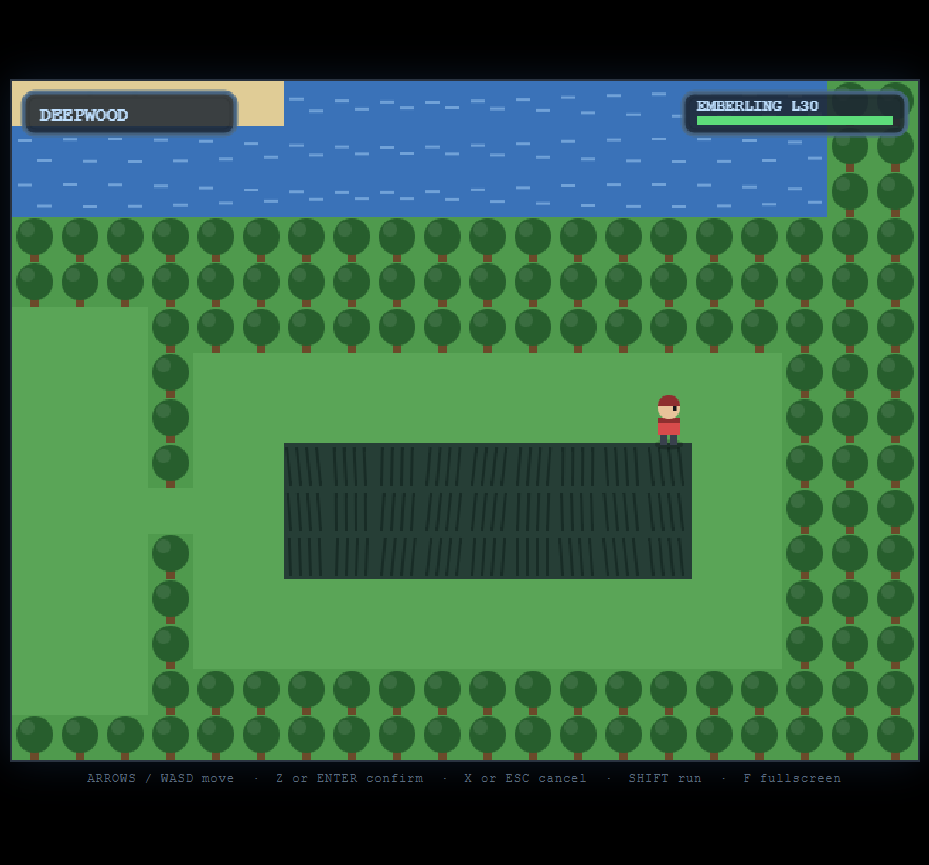 DEEPWOOD
EMBERLING L30
ARROWS / WASD move · Z or ENTER confirm · X or ESC cancel · SHIFT run · F fullscreen